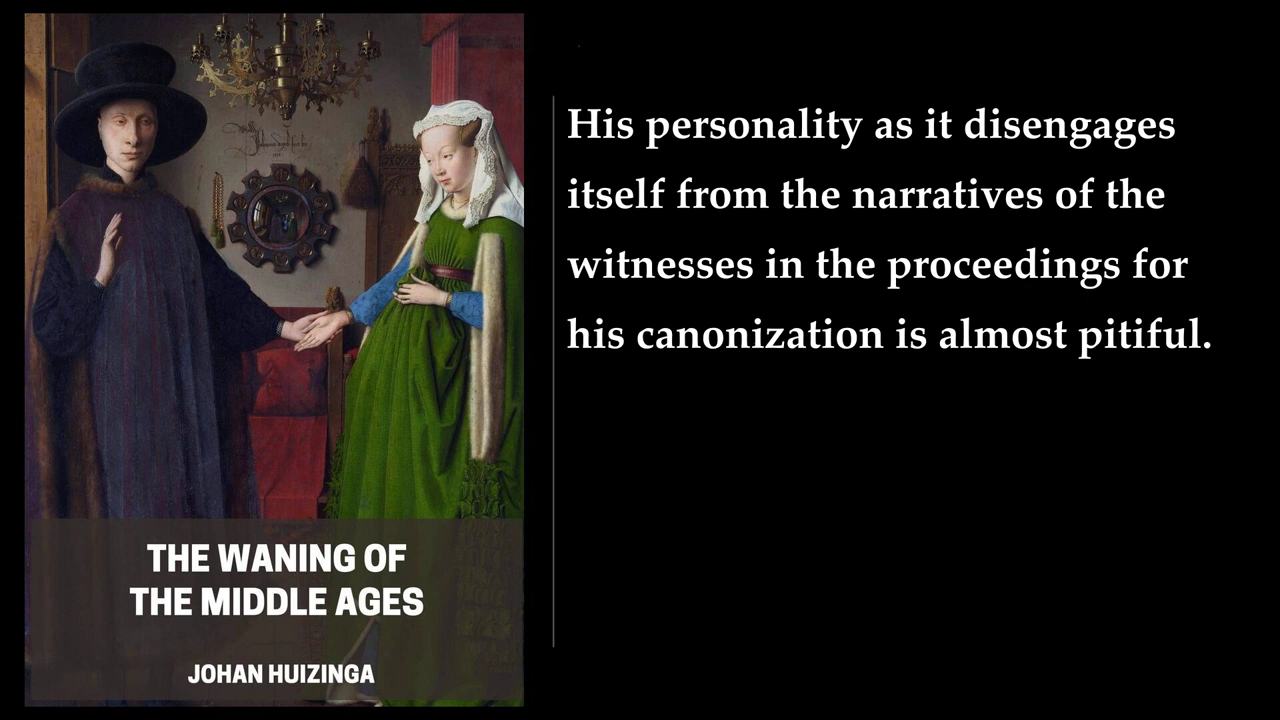 THE WANING OF
THE MIDDLE AGES
JOHAN HUIZINGA
His personality as it disengages
itself from the narratives of the
witnesses in the proceedings for
his canonization is almost pitiful.